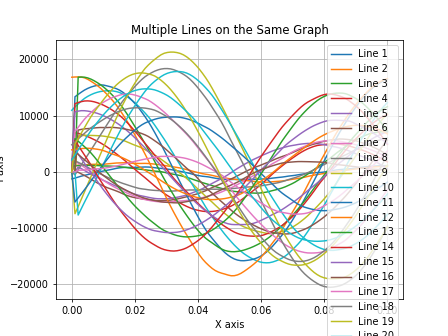 Multiple Lines on the Same Graph
20000
10000
0
−10000
−20000
0.00
0.02
0.04
0.06
X axis
Line 1
Line 2
Line 3
Line 4
Line 5
Line 6
Line 7
Line 8
Line 9
Line 10
Line 11
Line 12
Line 13
Line 14
Line 15
Line 16
Line 17
Line 18
Line 19
Line 20